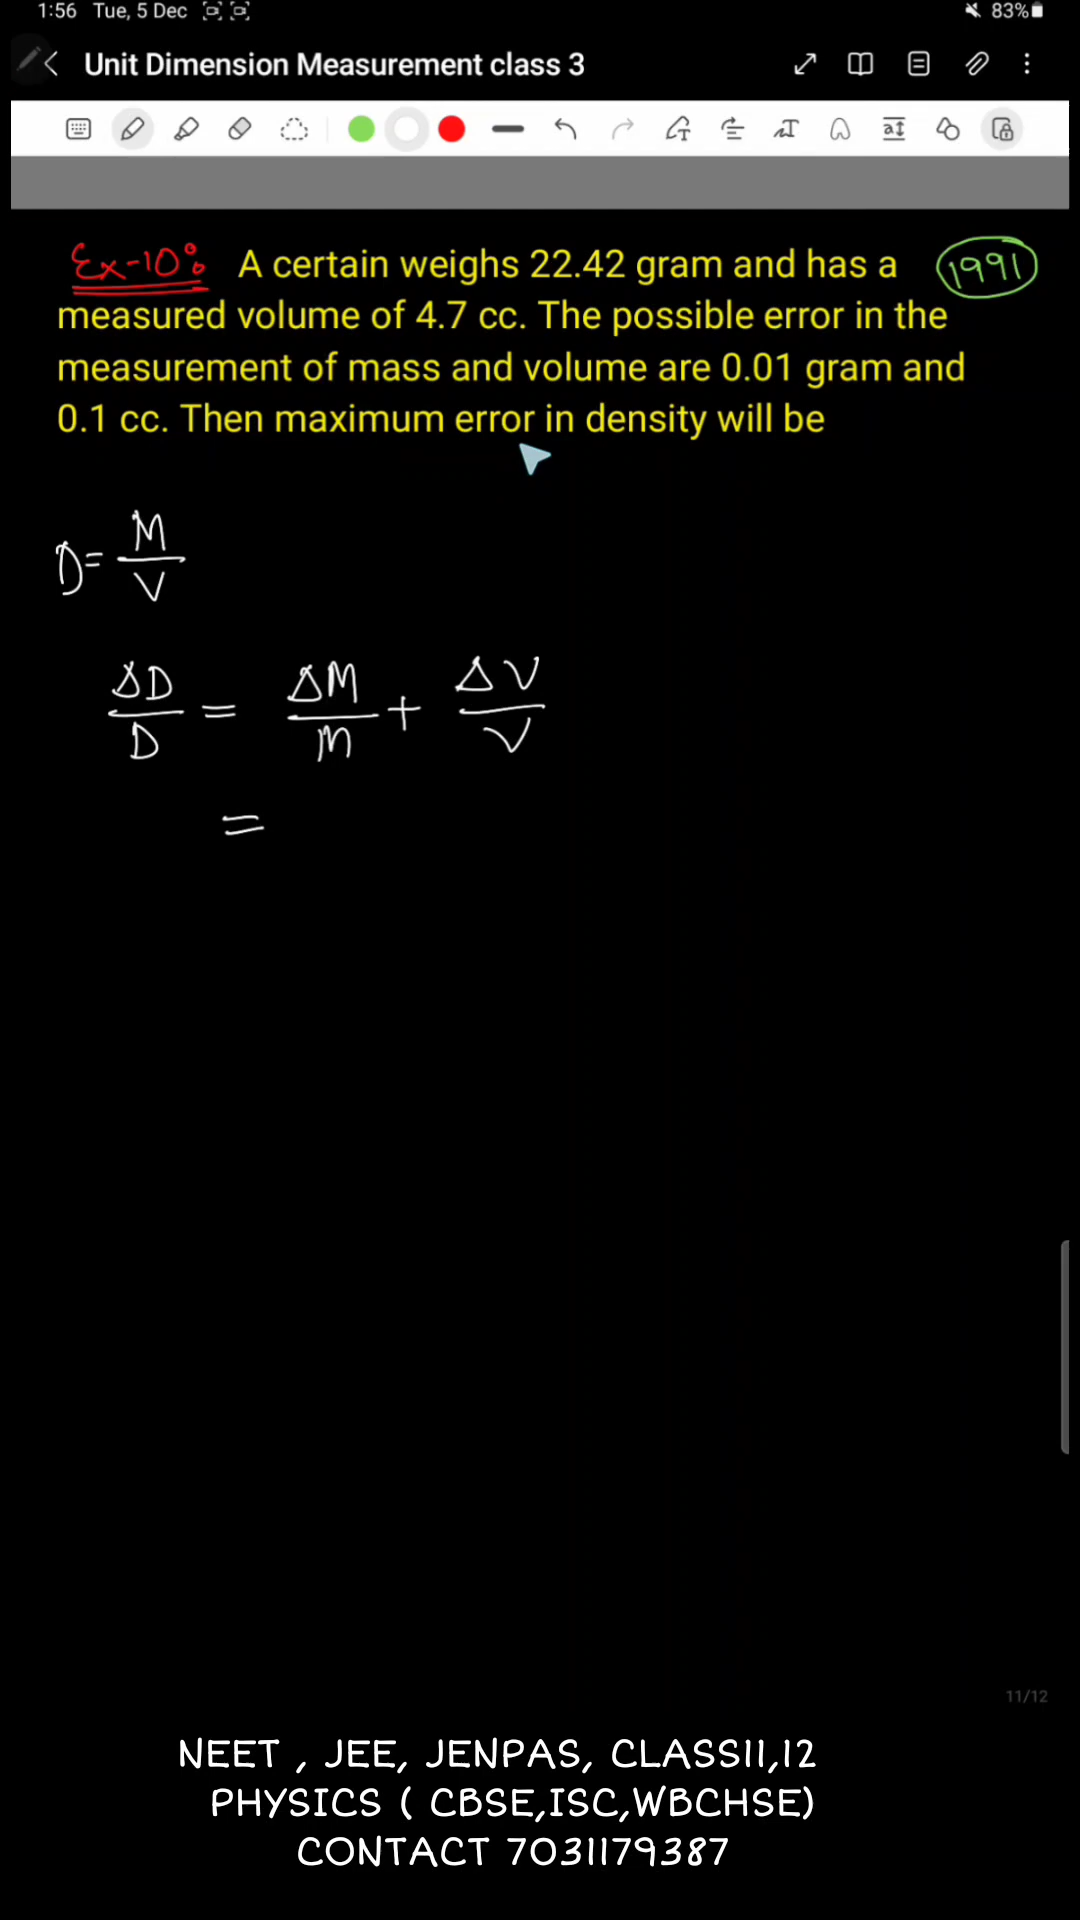 1:56 Tue, 5 Dec
83%
Unit Dimension Measurement class 3
Ex-10: A certain weighs 22.42 gram and has a 1991
measured volume of 4.7 cc. The possible error in the
measurement of mass and volume are 0.01 gram and
0.1 cc. Then maximum error in density will be
D = M/V
ΔD/D = ΔM/M + ΔV/V
=
11/12
NEET , JEE, JENPAS, CLASS11,12
PHYSICS ( CBSE,ISC,WBCHSE)
CONTACT 7031179387